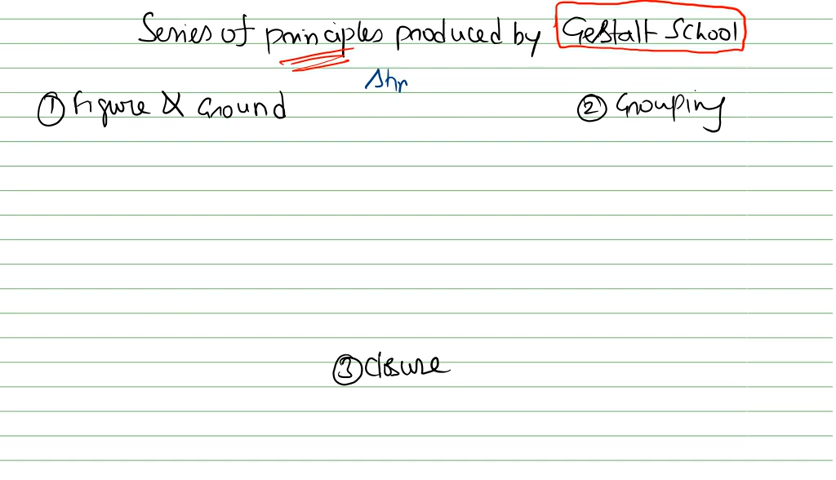 Series of principles produced by Gestalt School
① Figure & Ground
② Grouping
③ closure